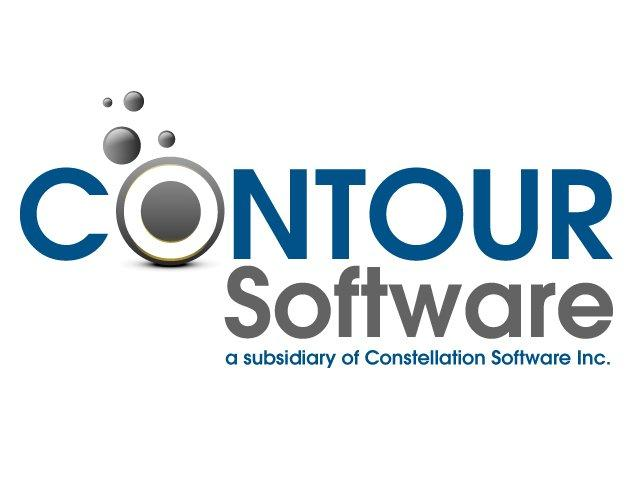 CONTOUR
Software
a subsidiary of Constellation Software Inc.